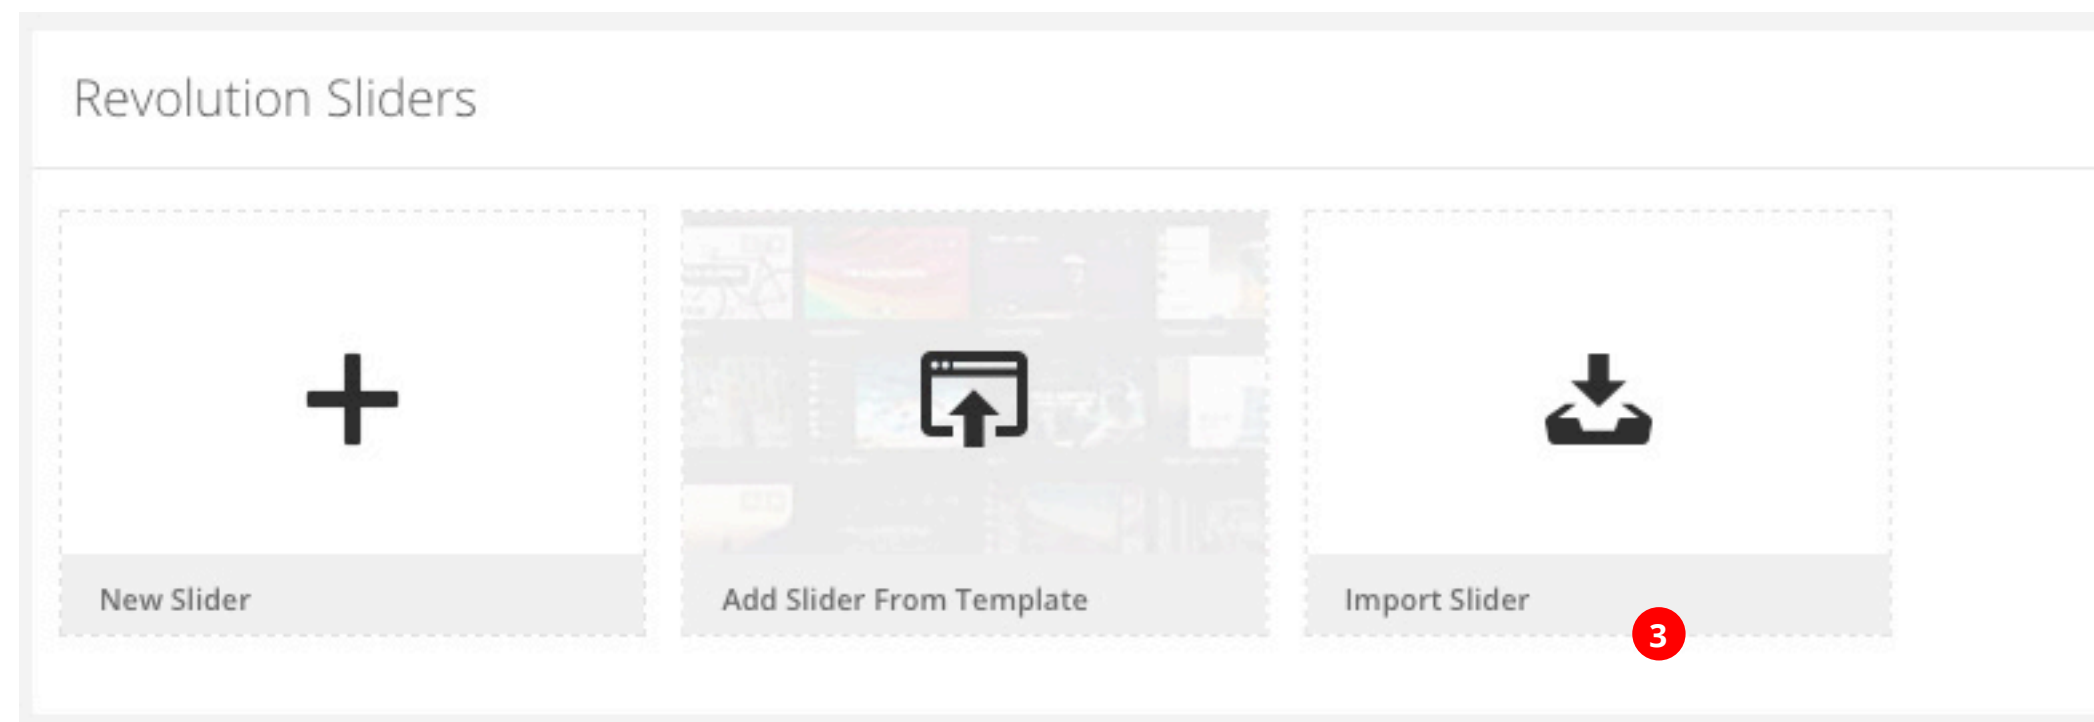 Revolution Sliders
New Slider
Add Slider From Template
Import Slider
3